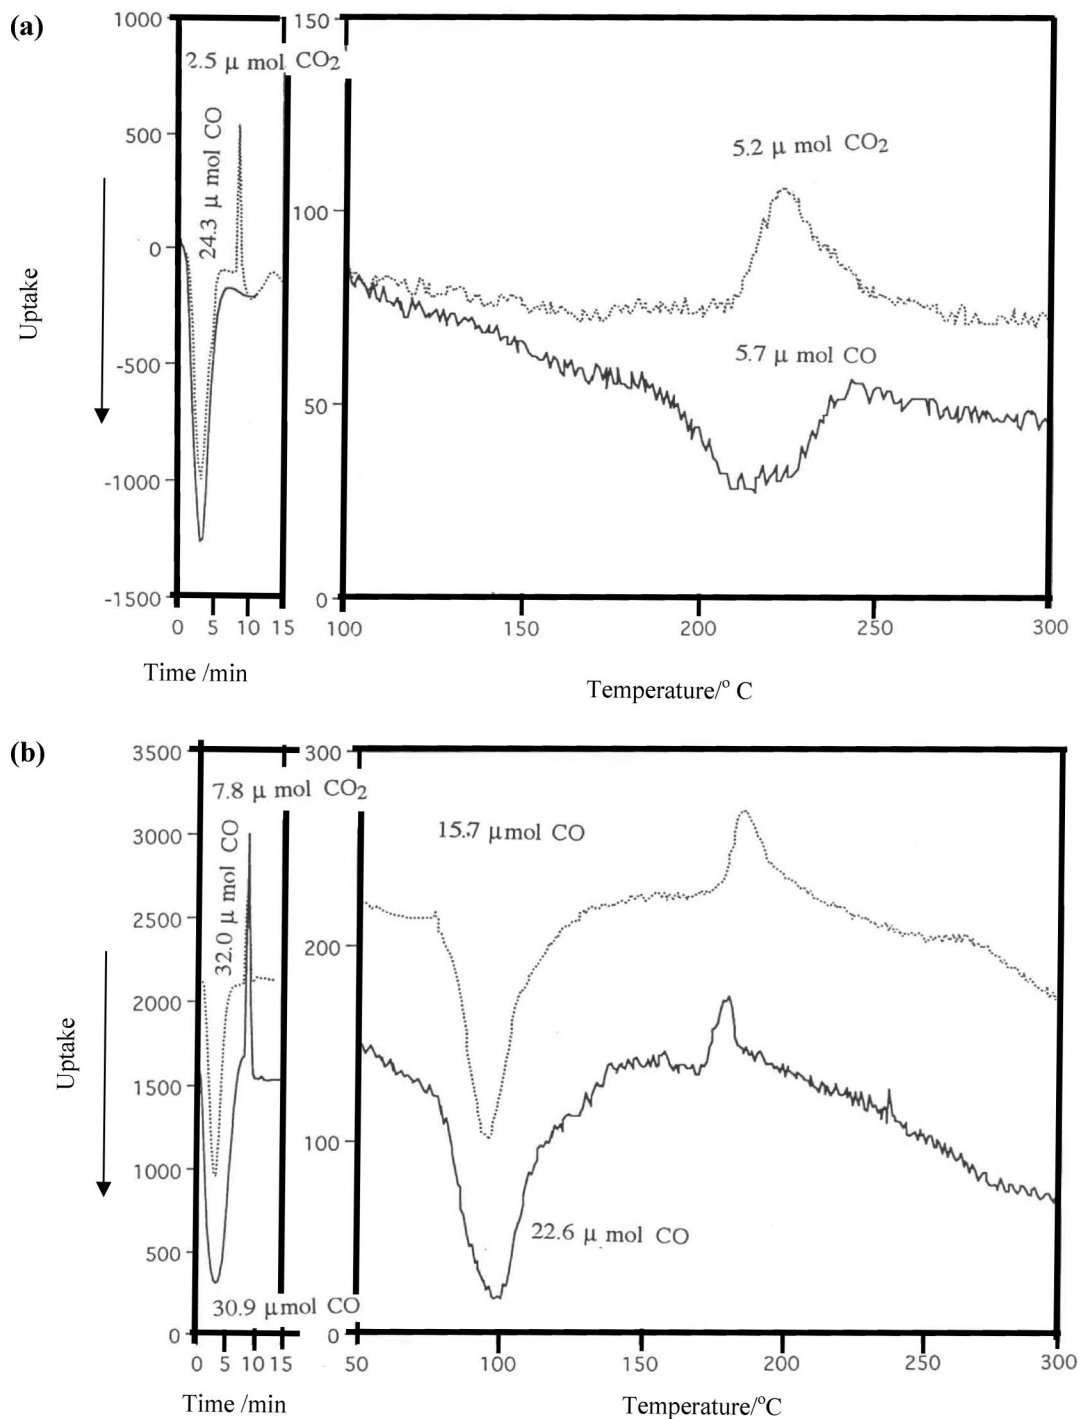 (a)
1000
500
0
-500
-1000
-1500
Uptake
2.5 μ mol CO2
24.3 μ mol CO
0 5 10 15
Time /min
150
100
50
0
5.2 μ mol CO2
5.7 μ mol CO
100 150 200 250 300
Temperature/° C
(b)
3500
3000
2500
2000
1500
1000
500
0
Uptake
7.8 μ mol CO2
32.0 μ mol CO
30.9 μmol CO
0 5 10 15
Time /min
300
200
100
0
15.7 μmol CO
22.6 μ mol CO
50 100 150 200 250 300
Temperature/°C